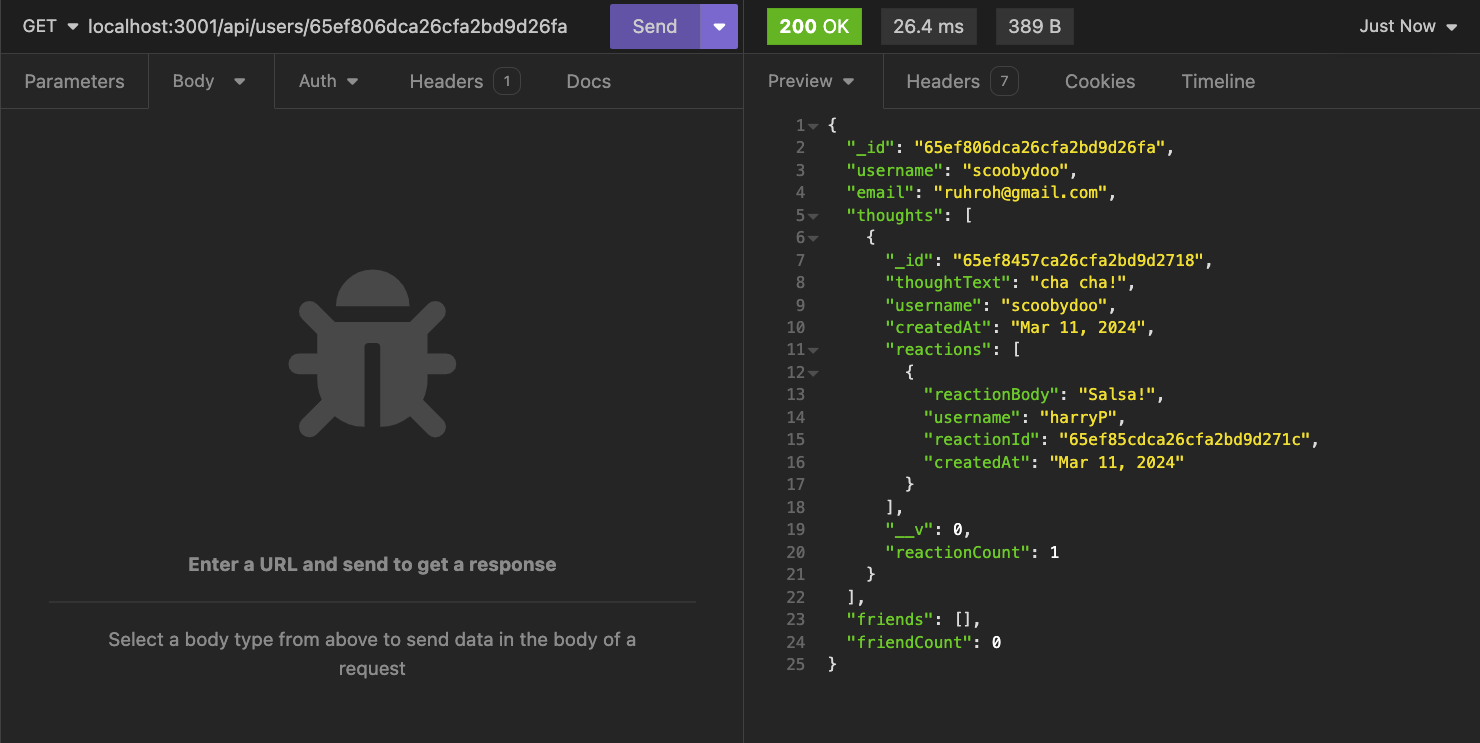 GET localhost:3001/api/users/65ef806dca26cfa2bd9d26fa Send
Parameters Body Auth Headers 1 Docs
Enter a URL and send to get a response
Select a body type from above to send data in the body of a
request
200 OK 26.4 ms 389 B Just Now
Preview Headers 7 Cookies Timeline
1 {
2 "_id": "65ef806dca26cfa2bd9d26fa",
3 "username": "scoobydoo",
4 "email": "ruhroh@gmail.com",
5 "thoughts": [
6 {
7 "_id": "65ef8457ca26cfa2bd9d2718",
8 "thoughtText": "cha cha!",
9 "username": "scoobydoo",
10 "createdAt": "Mar 11, 2024",
11 "reactions": [
12 {
13 "reactionBody": "Salsa!",
14 "username": "harryP",
15 "reactionId": "65ef85cdca26cfa2bd9d271c",
16 "createdAt": "Mar 11, 2024"
17 }
18 ],
19 "__v": 0,
20 "reactionCount": 1
21 }
22 ],
23 "friends": [],
24 "friendCount": 0
25 }